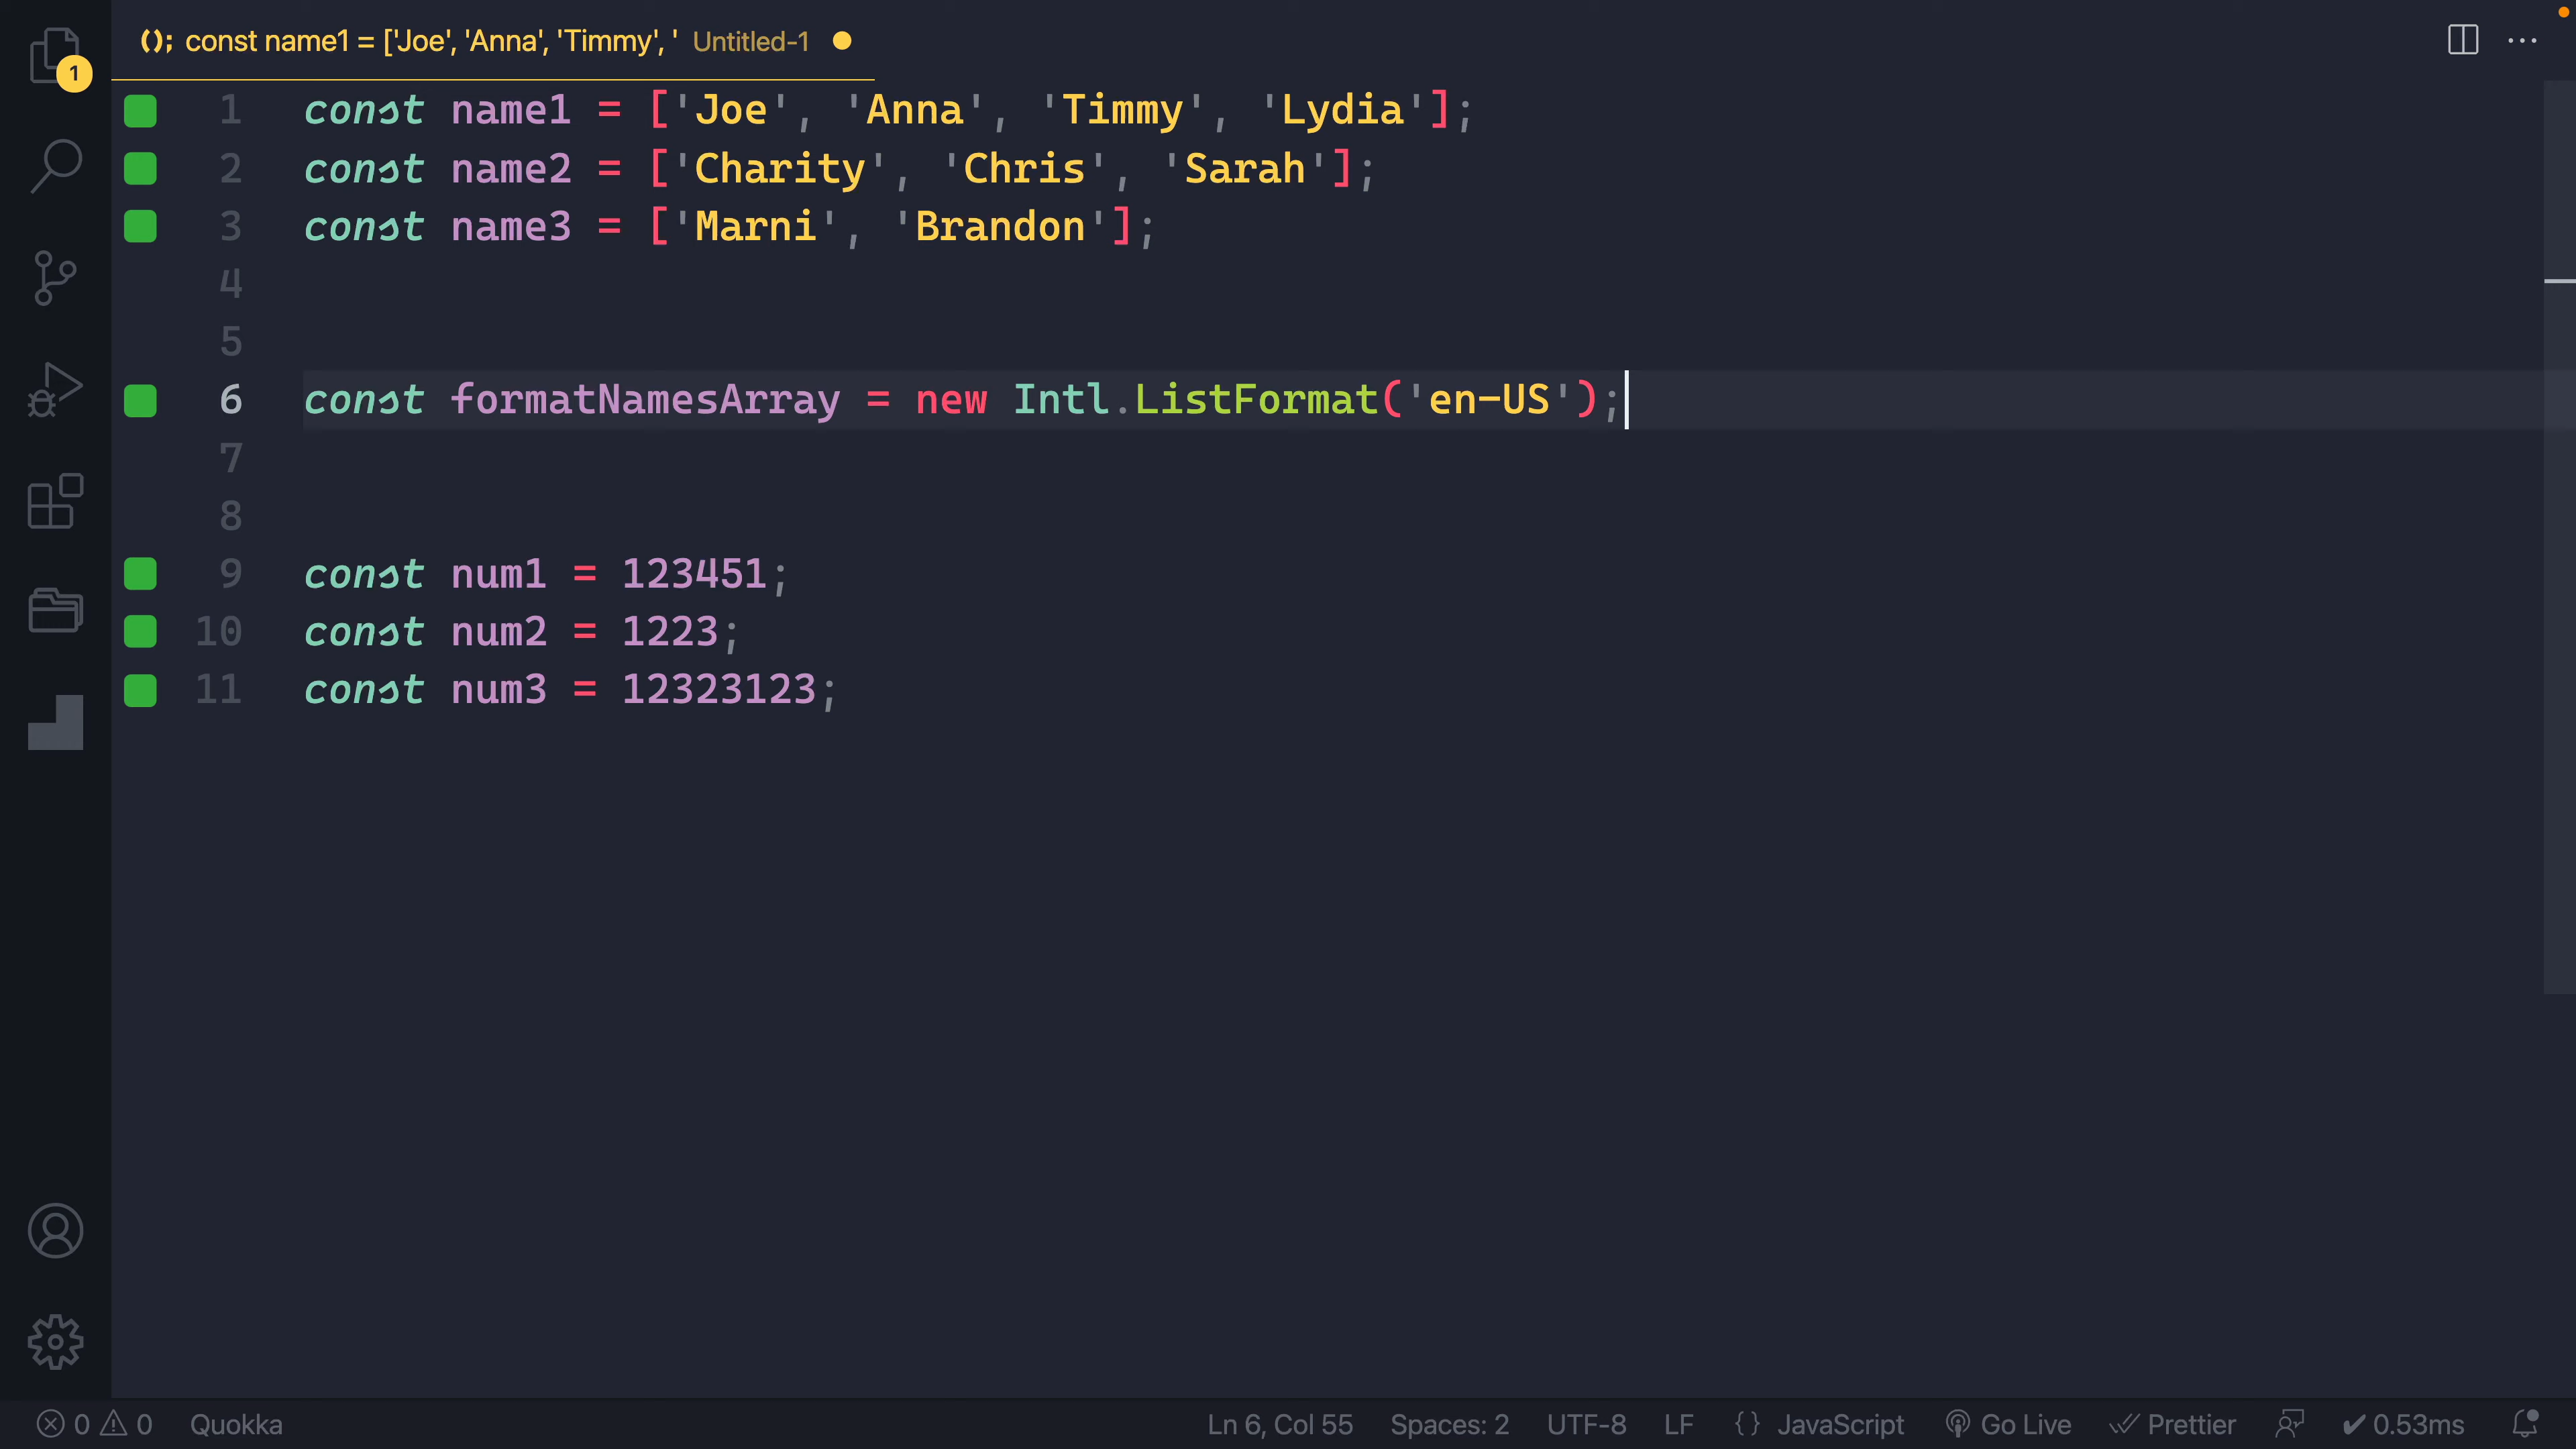 (); const name1 = ['Joe', 'Anna', 'Timmy', ' Untitled-1
1
1 const name1 = ['Joe', 'Anna', 'Timmy', 'Lydia'];
2 const name2 = ['Charity', 'Chris', 'Sarah'];
3 const name3 = ['Marni', 'Brandon'];
4
5
6 const formatNamesArray = new Intl.ListFormat('en-US');
7
8
9 const num1 = 123451;
10 const num2 = 1223;
11 const num3 = 12323123;
0 0 Quokka Ln 6, Col 55 Spaces: 2 UTF-8 LF {} JavaScript Go Live Prettier 0.53ms